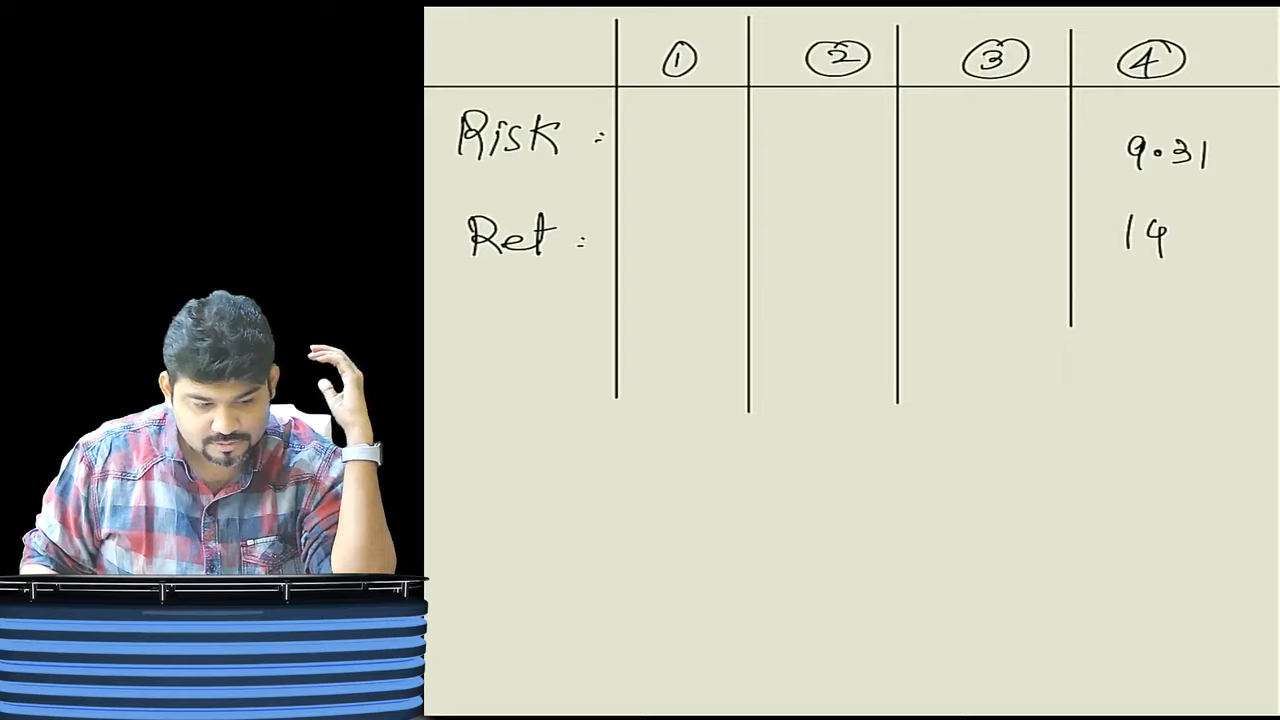 ① ② ③ ④
Risk : 9.31
Ret : 14